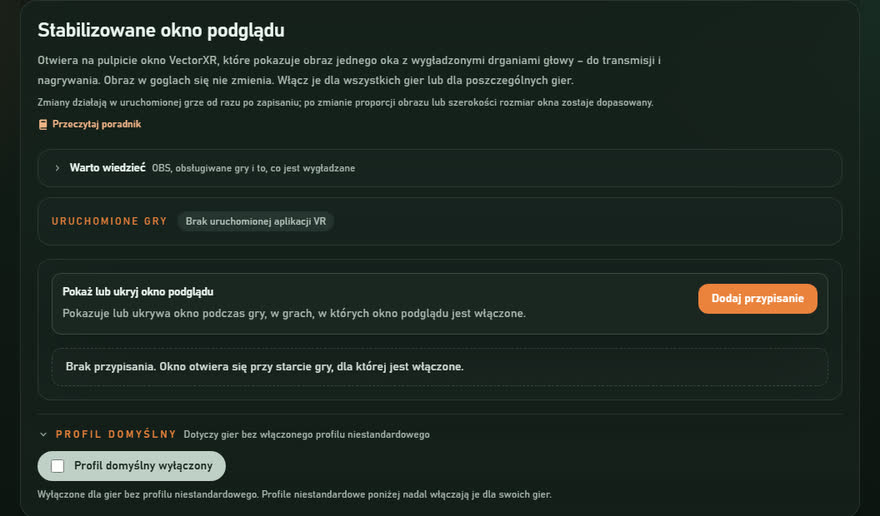 Stabilizowane okno podglądu
Otwiera na pulpicie okno VectorXR, które pokazuje obraz jednego oka z wygładzonymi drganiami głowy – do transmisji i
nagrywania. Obraz w goglach się nie zmienia. Włącz je dla wszystkich gier lub dla poszczególnych gier.
Zmiany działają w uruchomionej grze od razu po zapisaniu; po zmianie proporcji obrazu lub szerokości rozmiar okna zostaje dopasowany.
Przeczytaj poradnik
Warto wiedzieć OBS, obsługiwane gry i to, co jest wygładzane
URUCHOMIONE GRY Brak uruchomionej aplikacji VR
Pokaż lub ukryj okno podglądu
Dodaj przypisanie
Pokazuje lub ukrywa okno podczas gry, w grach, w których okno podglądu jest włączone.
Brak przypisania. Okno otwiera się przy starcie gry, dla której jest włączone.
PROFIL DOMYŚLNY Dotyczy gier bez włączonego profilu niestandardowego
Profil domyślny wyłączony
Wyłączone dla gier bez profilu niestandardowego. Profile niestandardowe poniżej nadal włączają je dla swoich gier.